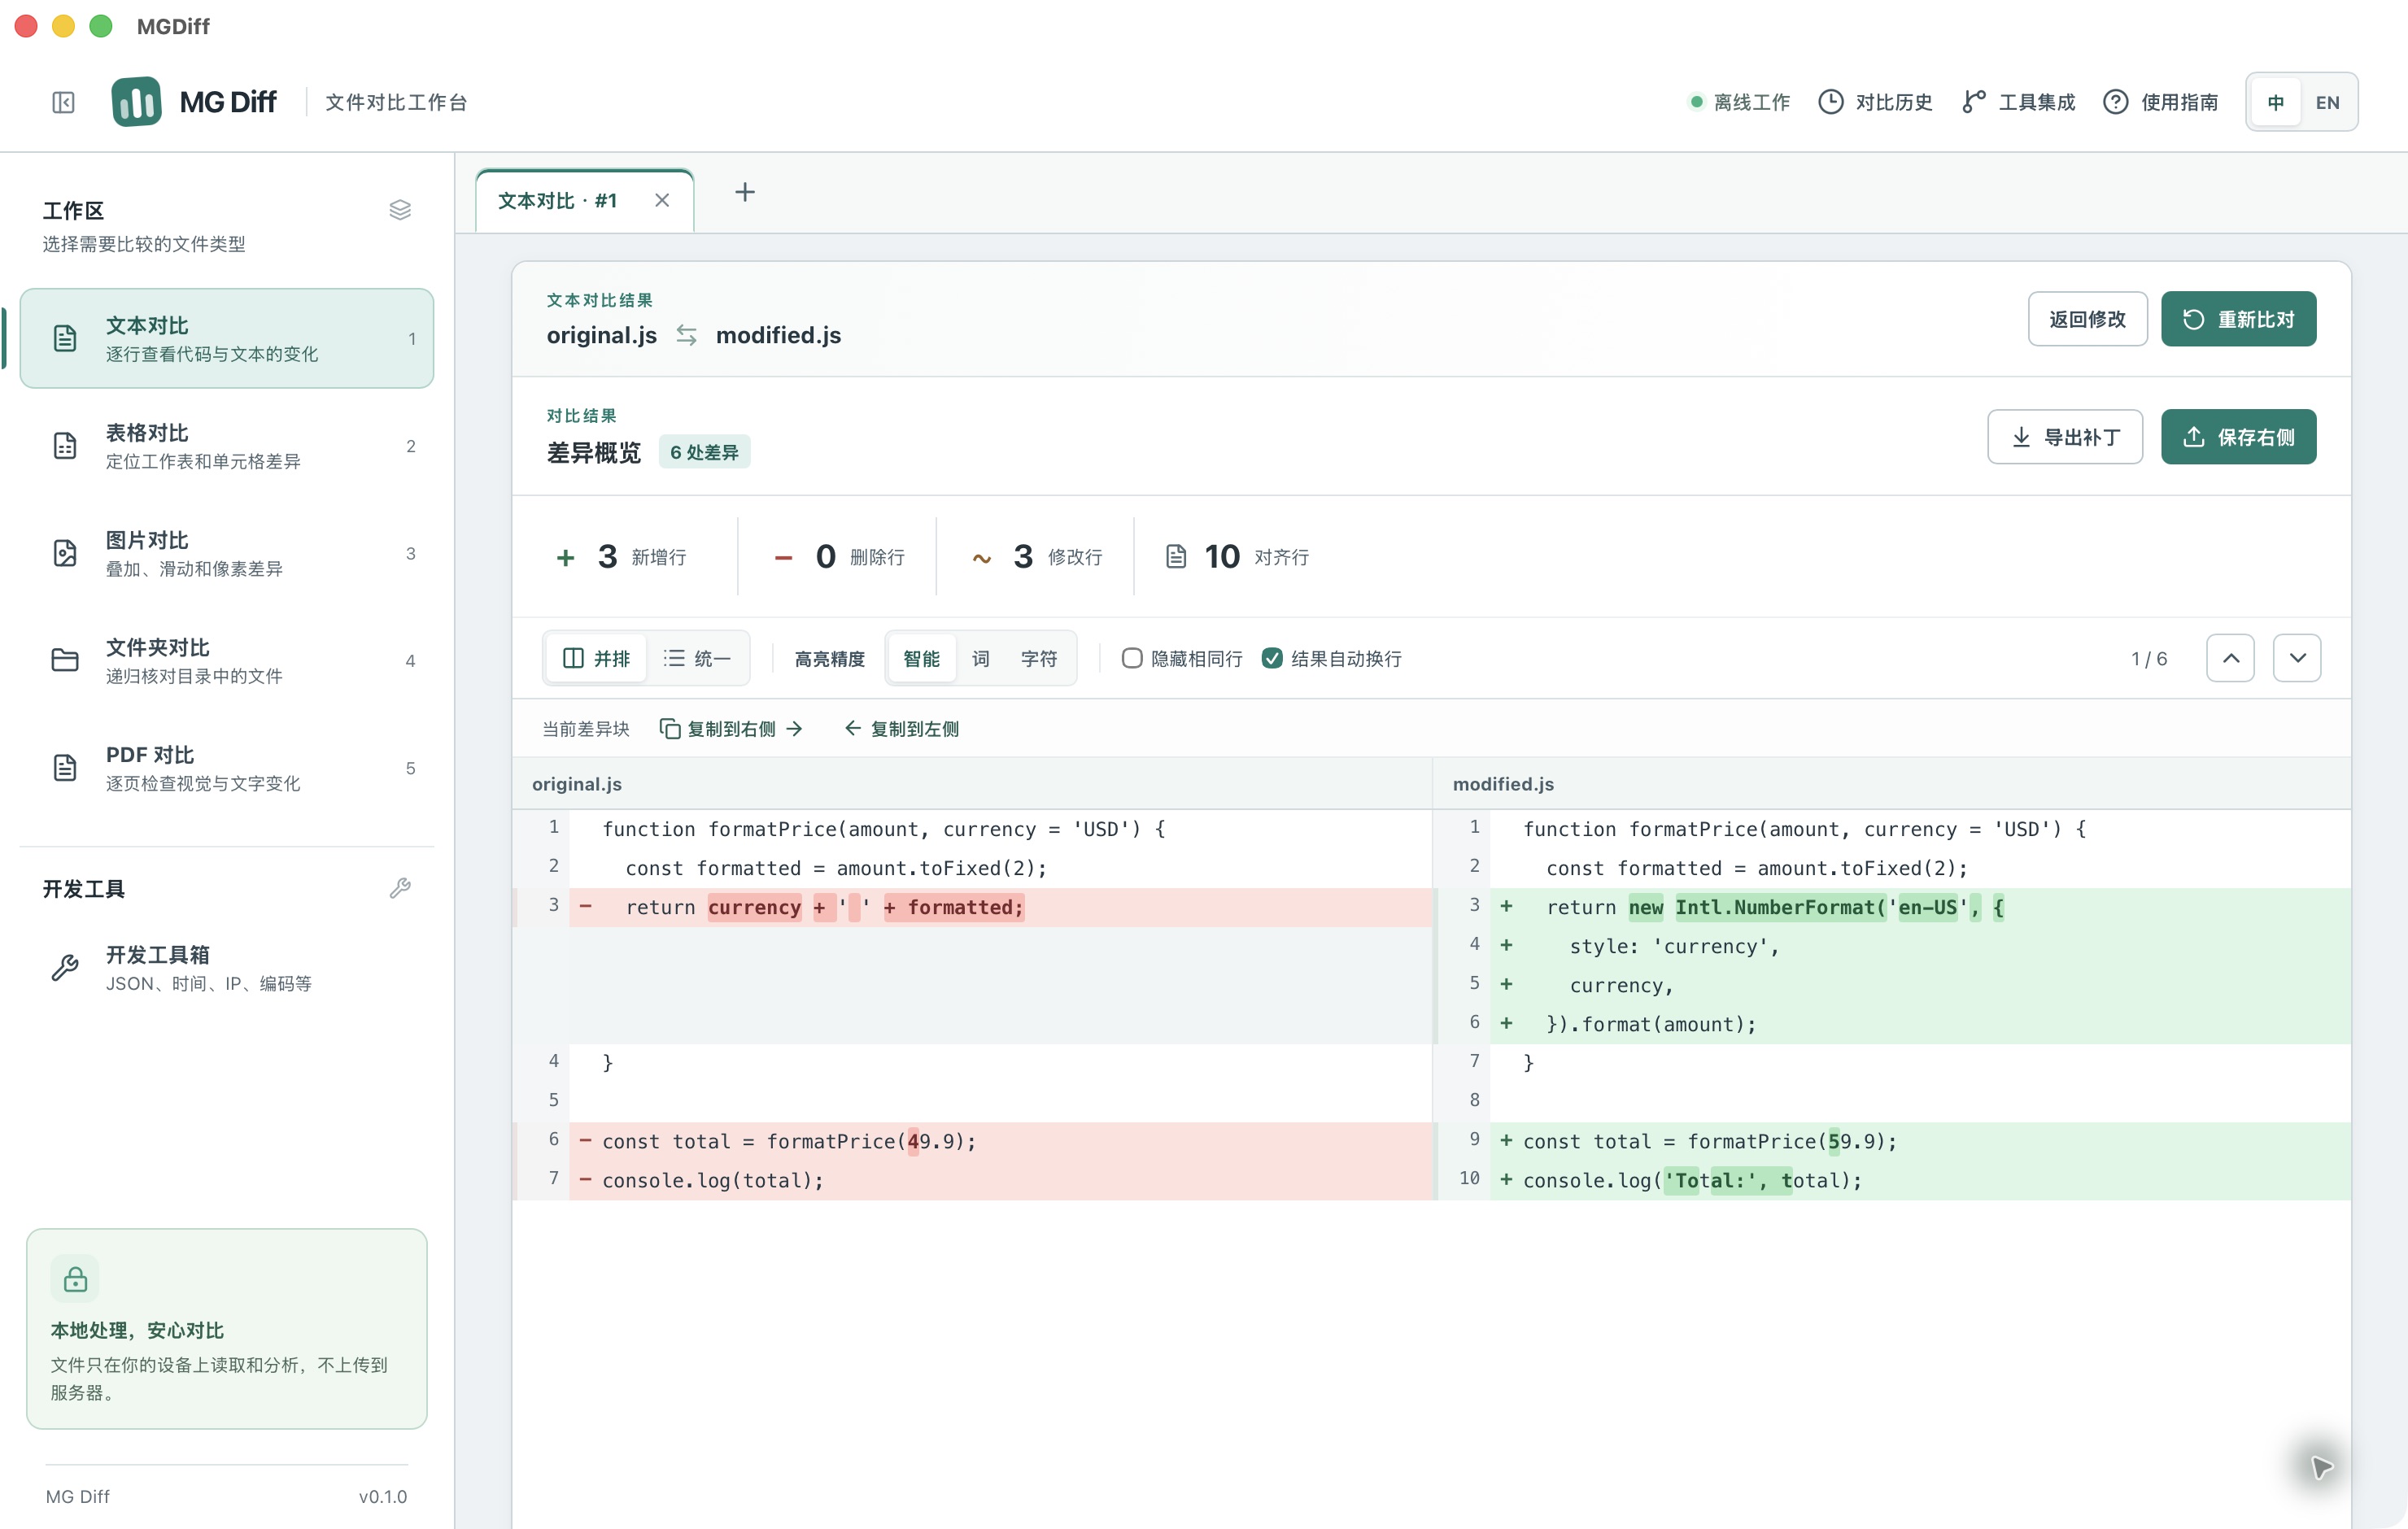 MGDiff
MG Diff 文件对比工作台
离线工作 对比历史 工具集成 使用指南 中 EN
工作区
选择需要比较的文件类型
文本对比
逐行查看代码与文本的变化
1
表格对比
定位工作表和单元格差异
2
图片对比
叠加、滑动和像素差异
3
文件夹对比
递归核对目录中的文件
4
PDF 对比
逐页检查视觉与文字变化
5
开发工具
开发工具箱
JSON、时间、IP、编码等
本地处理，安心对比
文件只在你的设备上读取和分析，不上传到
服务器。
MG Diff v0.1.0
文本对比 · #1
文本对比结果
original.js modified.js
返回修改 重新比对
对比结果
差异概览 6 处差异
导出补丁 保存右侧
+ 3 新增行 − 0 删除行 ~ 3 修改行 10 对齐行
并排 统一 高亮精度 智能 词 字符 隐藏相同行 结果自动换行 1 / 6
当前差异块 复制到右侧 → ← 复制到左侧
original.js
1 function formatPrice(amount, currency = 'USD') {
2 const formatted = amount.toFixed(2);
3 − return currency + ' ' + formatted;
4 }
5
6 − const total = formatPrice(49.9);
7 − console.log(total);
modified.js
1 function formatPrice(amount, currency = 'USD') {
2 const formatted = amount.toFixed(2);
3 + return new Intl.NumberFormat('en-US', {
4 + style: 'currency',
5 + currency,
6 + }).format(amount);
7 }
8
9 + const total = formatPrice(59.9);
10 + console.log('Total:', total);